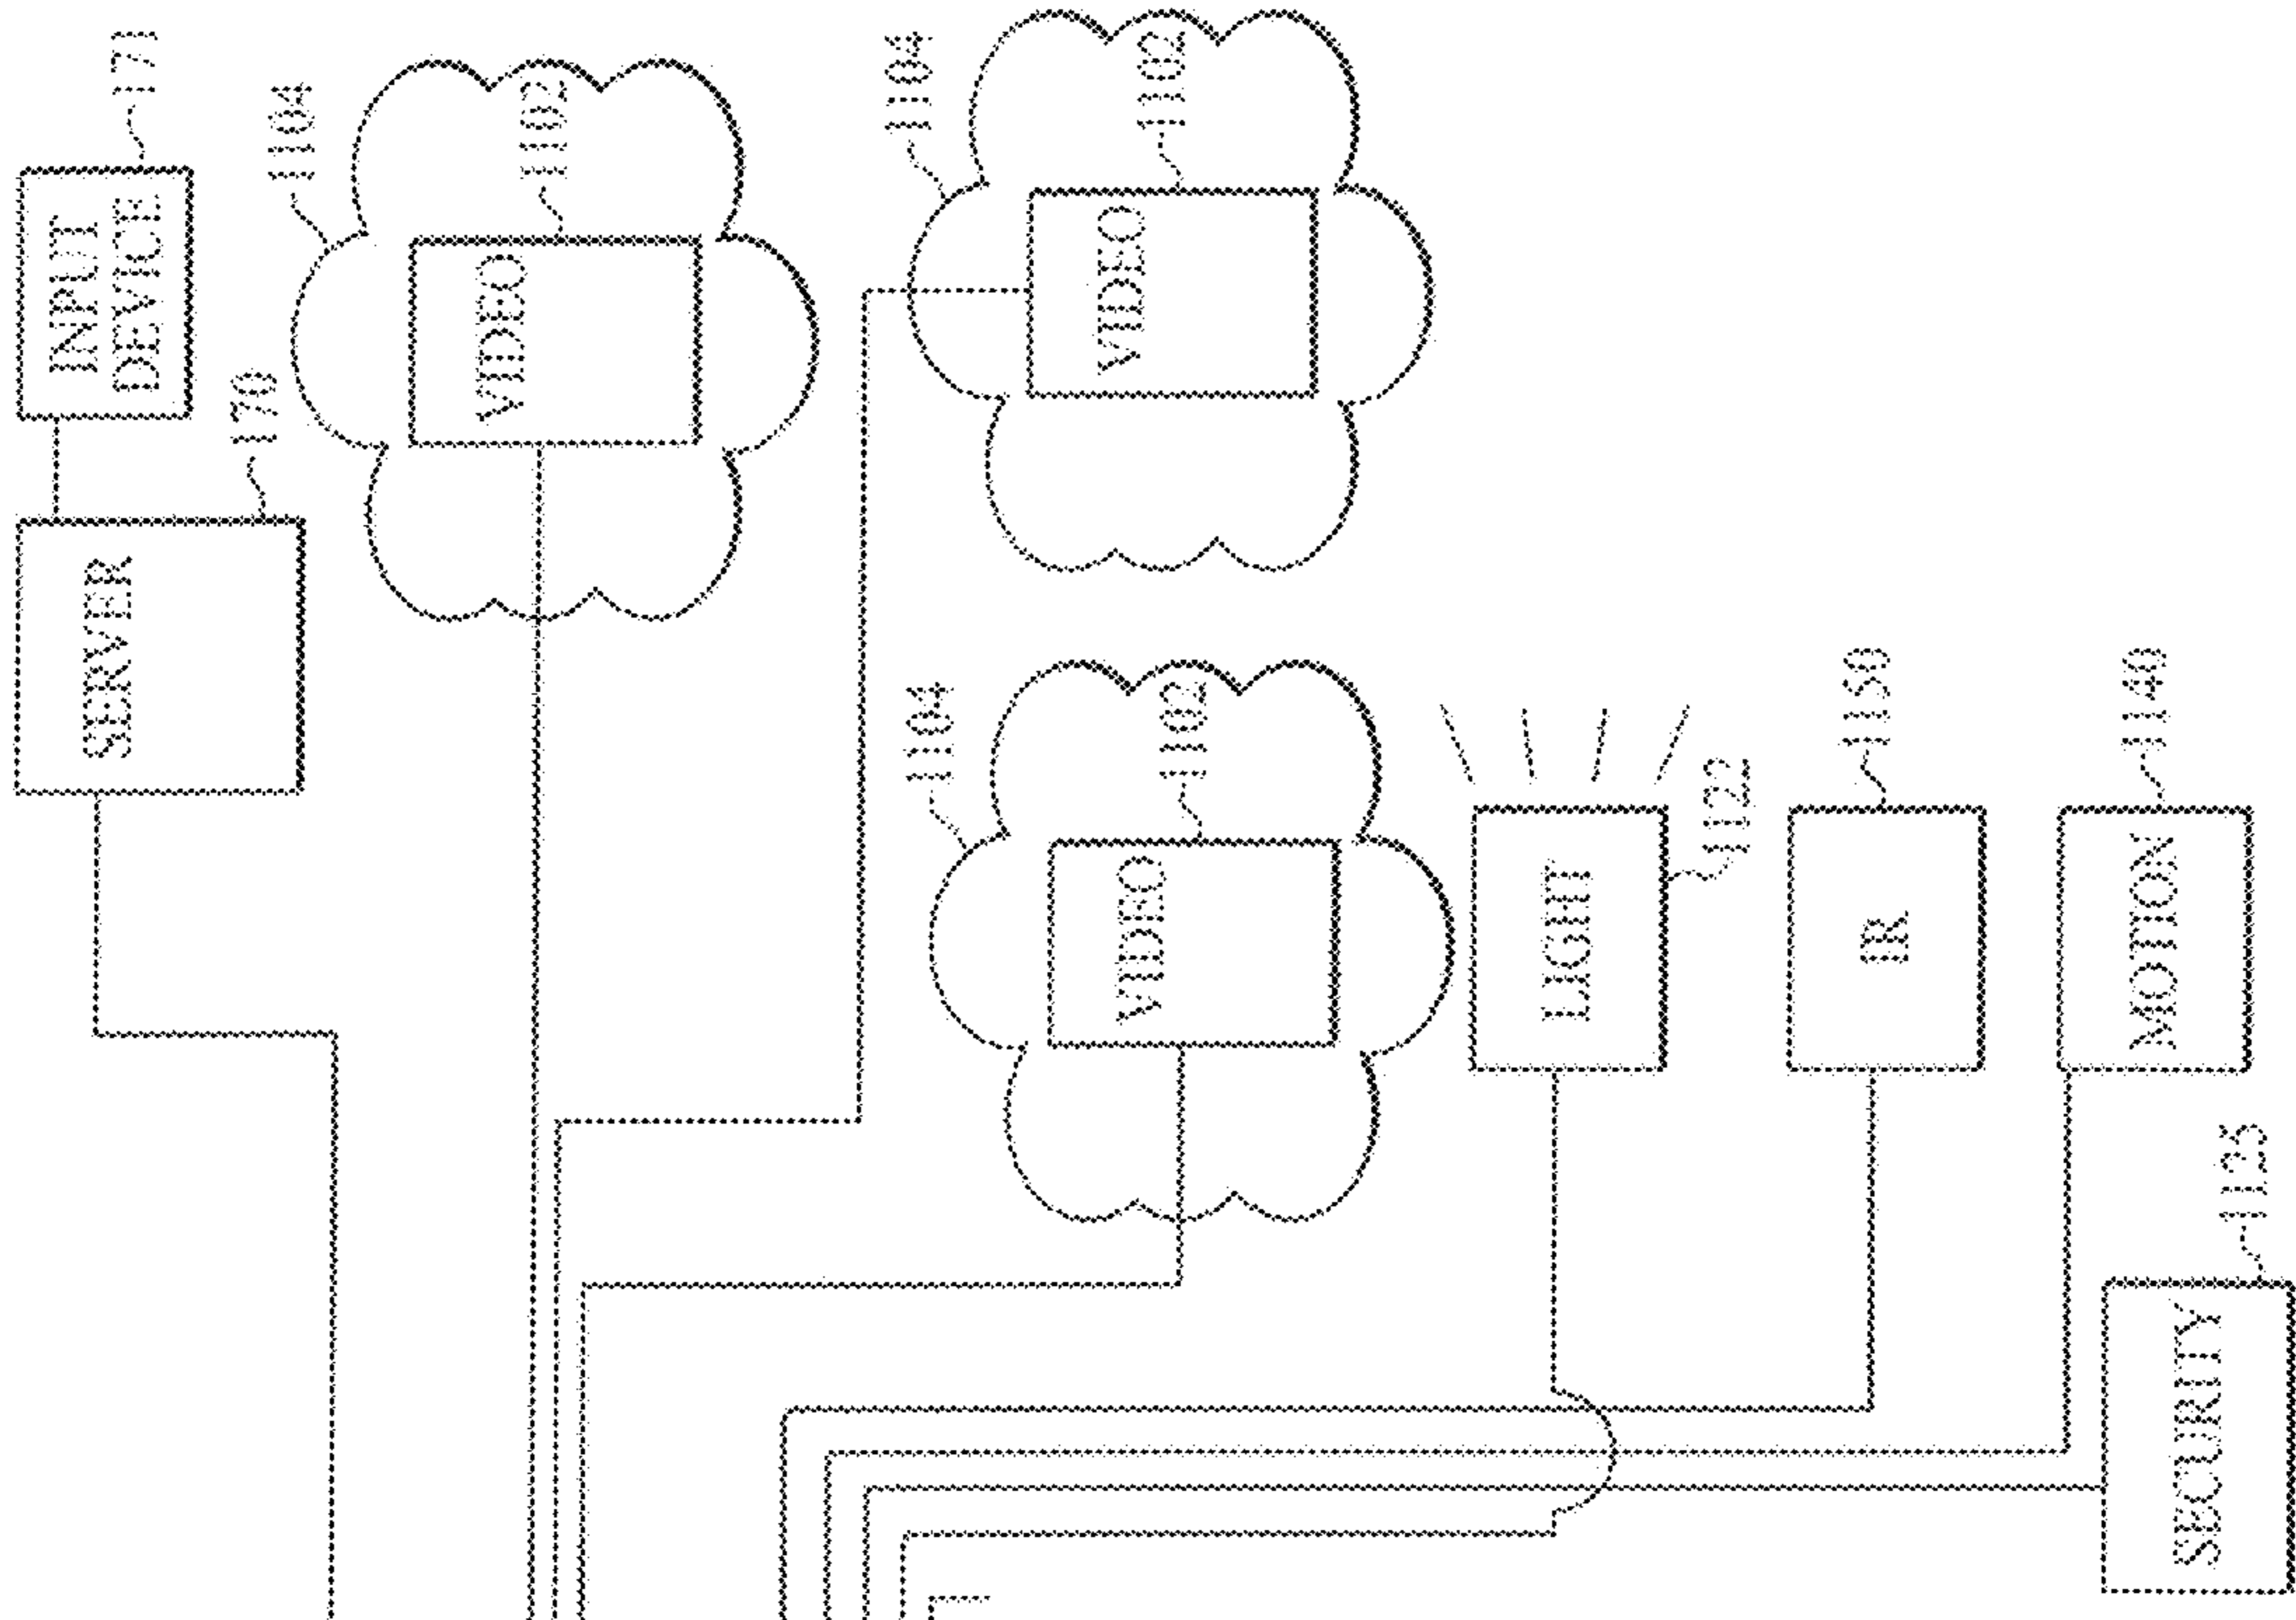 INPUT
DEVICE
171
SERVER
170
1104
VIDEO
1102
1104
VIDEO
1102
1104
VIDEO
1102
LIGHT
1122
IR
1150
MOTION
1140
SECURITY
1125